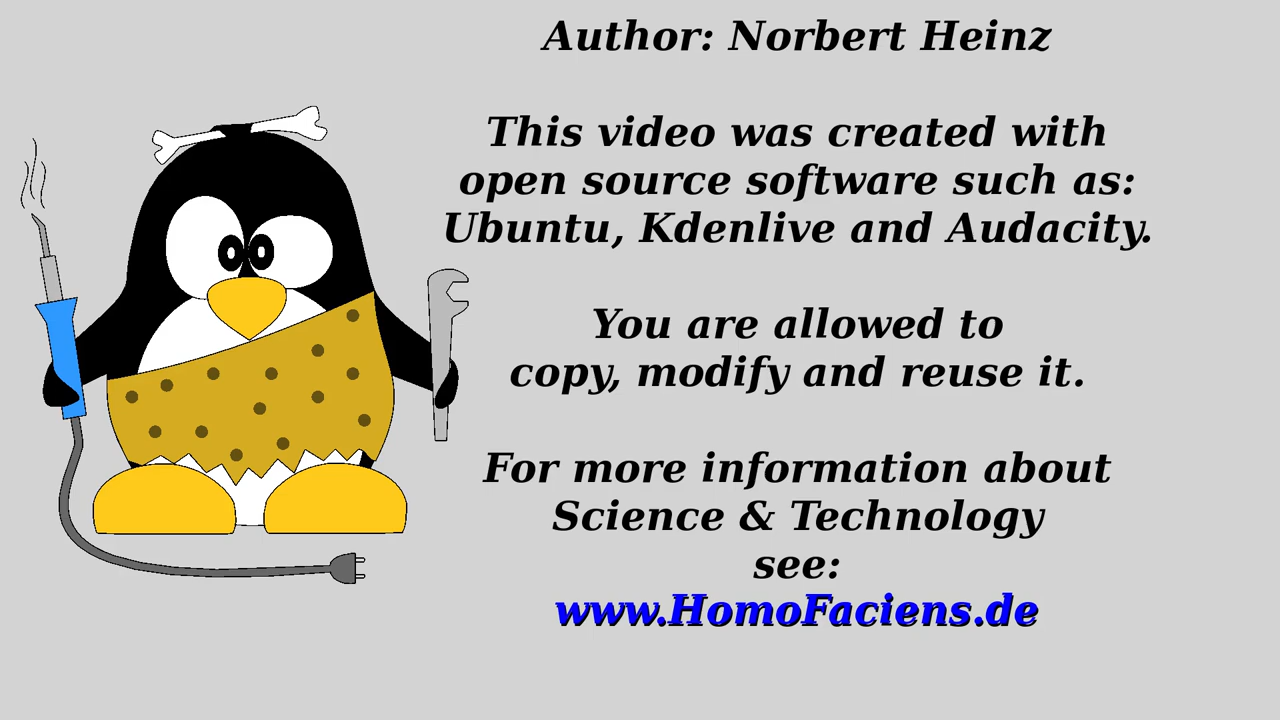 Author: Norbert Heinz
This video was created with
open source software such as:
Ubuntu, Kdenlive and Audacity.
You are allowed to
copy, modify and reuse it.
For more information about
Science & Technology
see:
www.HomoFaciens.de